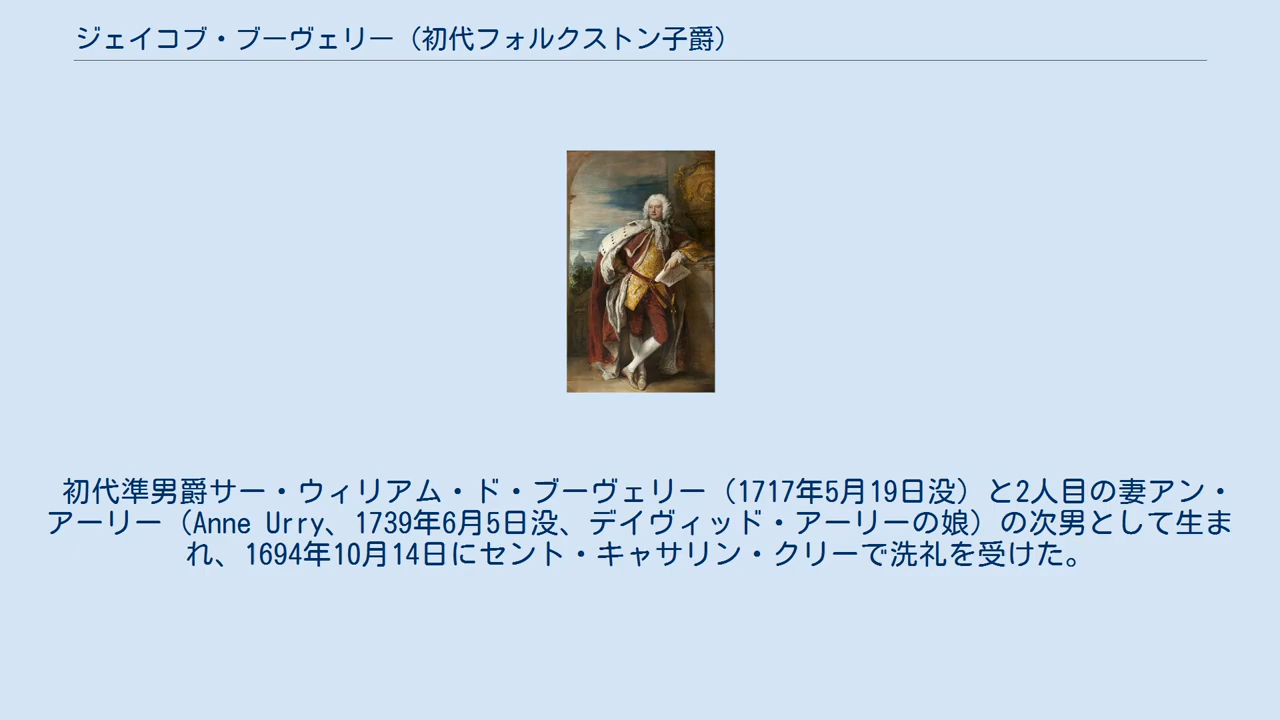 ジェイコブ・ブーヴェリー（初代フォルクストン子爵）
初代準男爵サー・ウィリアム・ド・ブーヴェリー（1717年5月19日没）と2人目の妻アン・
アーリー（Anne Urry、1739年6月5日没、デイヴィッド・アーリーの娘）の次男として生ま
れ、1694年10月14日にセント・キャサリン・クリーで洗礼を受けた。